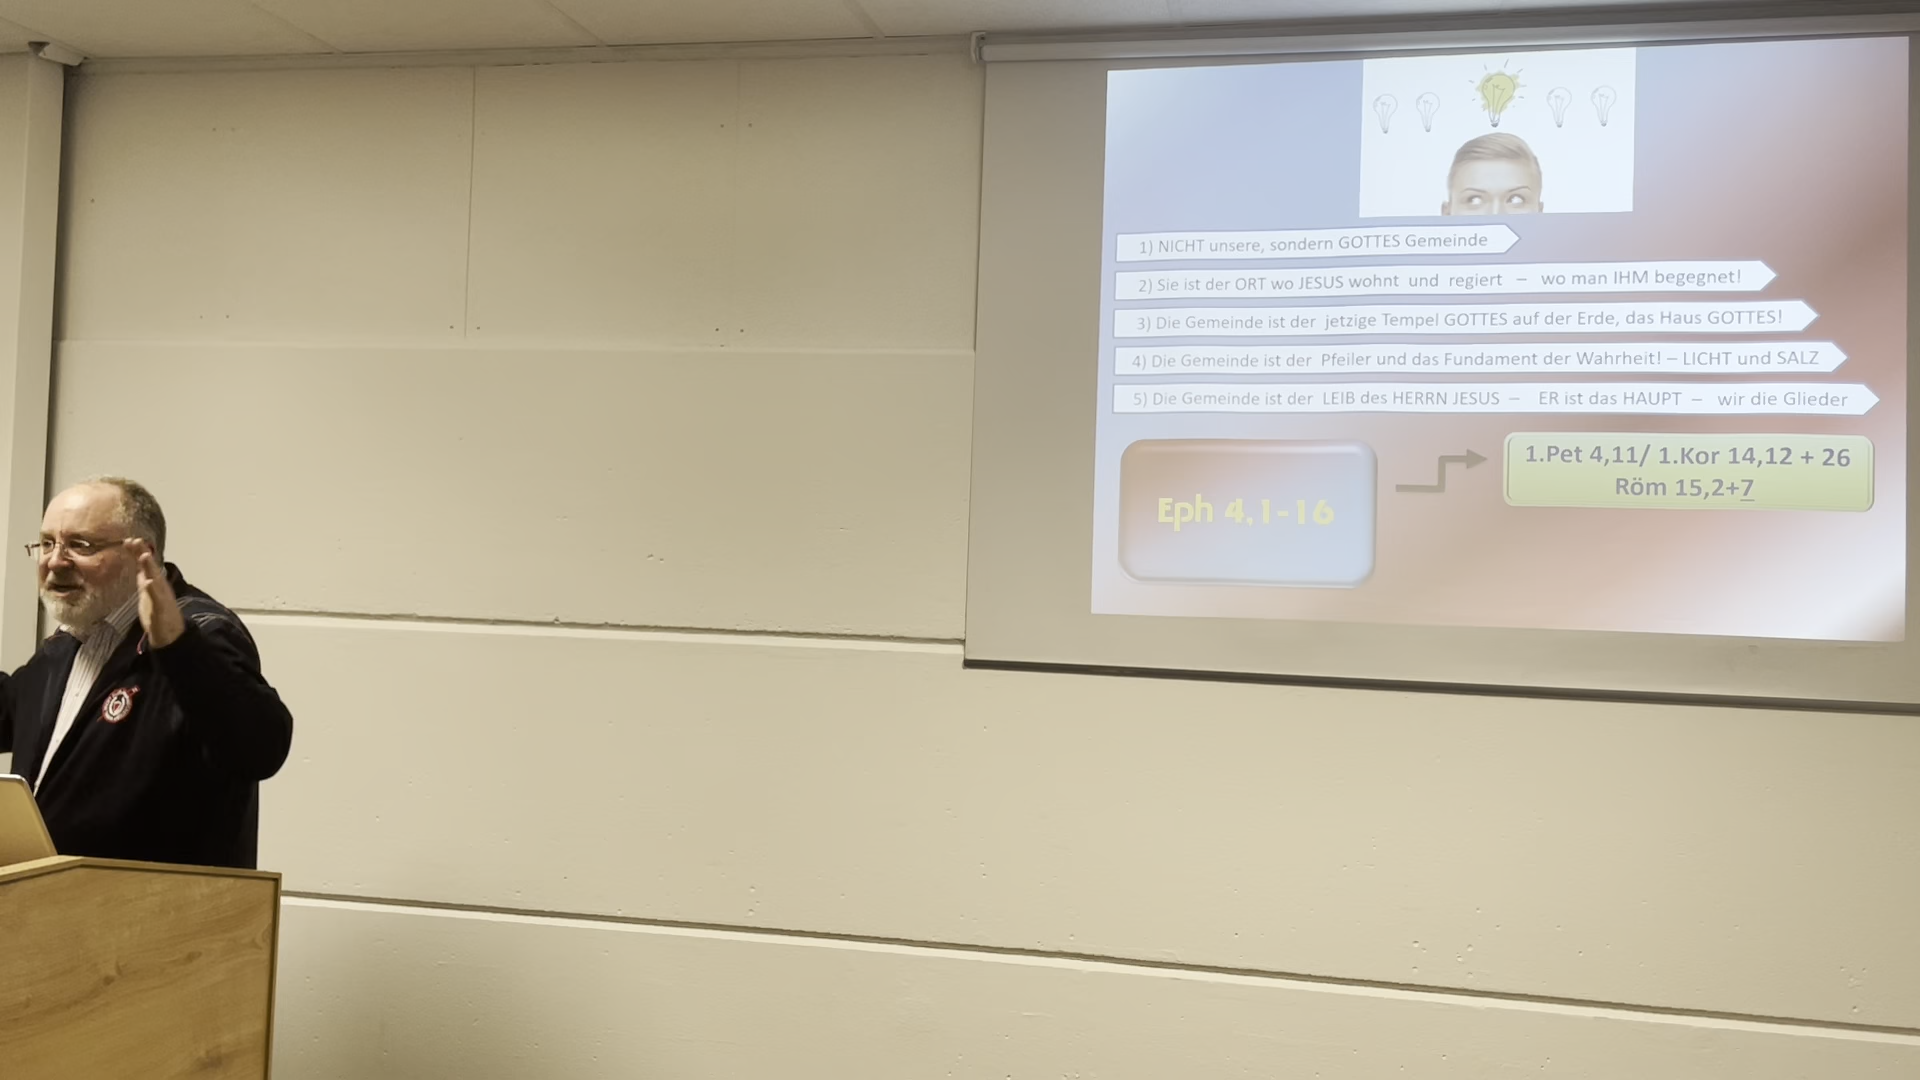 1) NICHT unsere, sondern GOTTES Gemeinde
2) Sie ist der ORT wo JESUS wohnt und regiert – wo man IHM begegnet!
3) Die Gemeinde ist der jetzige Tempel GOTTES auf der Erde, das Haus GOTTES!
4) Die Gemeinde ist der Pfeiler und das Fundament der Wahrheit! – LICHT und SALZ
5) Die Gemeinde ist der LEIB des HERRN JESUS – ER ist das HAUPT – wir die Glieder
Eph 4,1-16
1.Pet 4,11/ 1.Kor 14,12 + 26
Röm 15,2+7